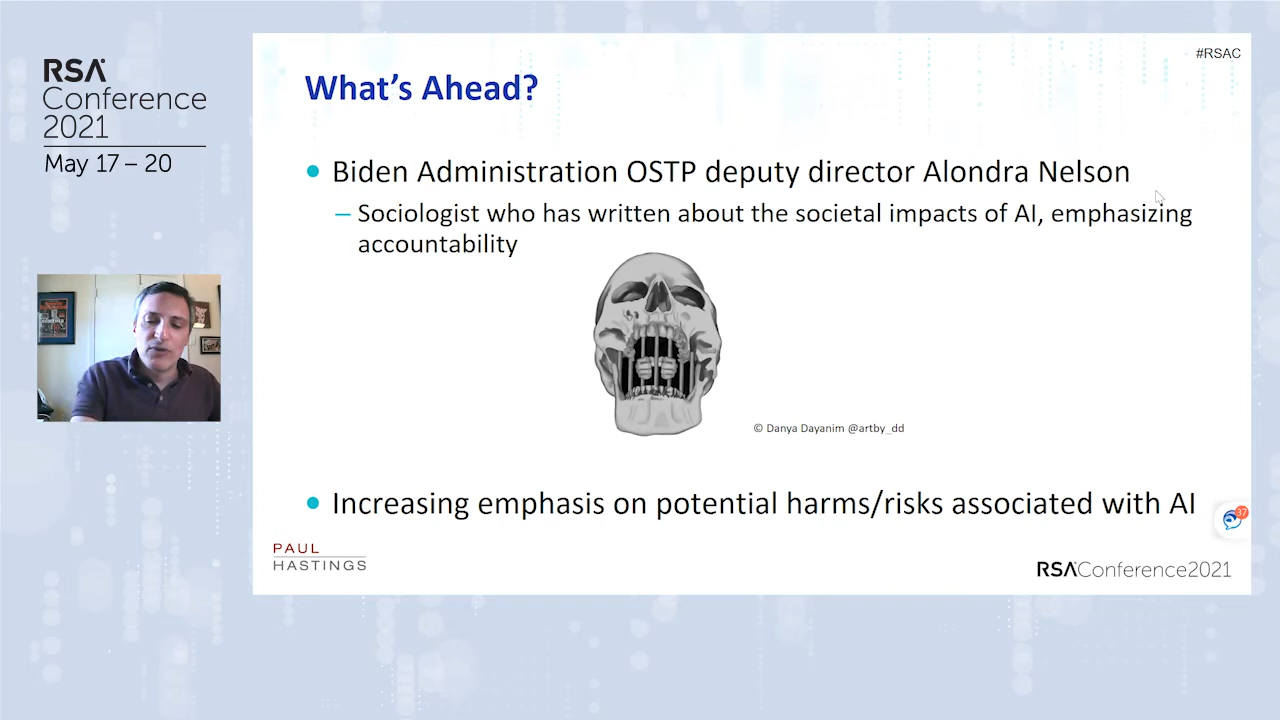 RSA
Conference
2021
May 17 – 20
#RSAC
What's Ahead?
• Biden Administration OSTP deputy director Alondra Nelson
– Sociologist who has written about the societal impacts of AI, emphasizing
accountability
© Danya Dayanim @artby_dd
• Increasing emphasis on potential harms/risks associated with AI
37
PAUL
HASTINGS
RSAConference2021